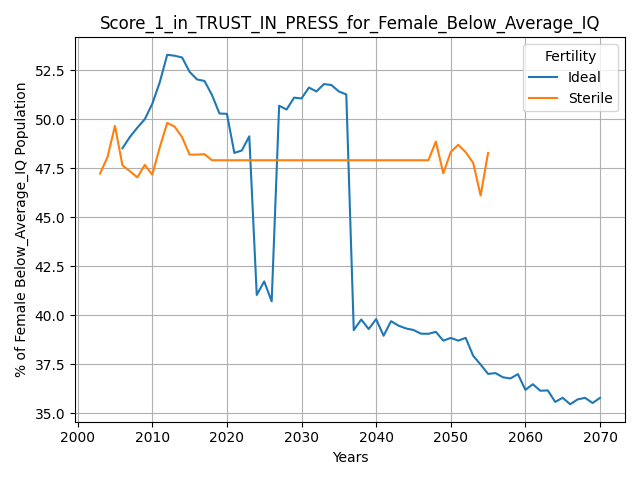 Score_1_in_TRUST_IN_PRESS_for_Female_Below_Average_IQ
% of Female Below_Average_IQ Population
52.5
50.0
47.5
45.0
42.5
40.0
37.5
35.0
Fertility
Ideal
Sterile
2000 2010 2020 2030 2040 2050 2060 2070
Years